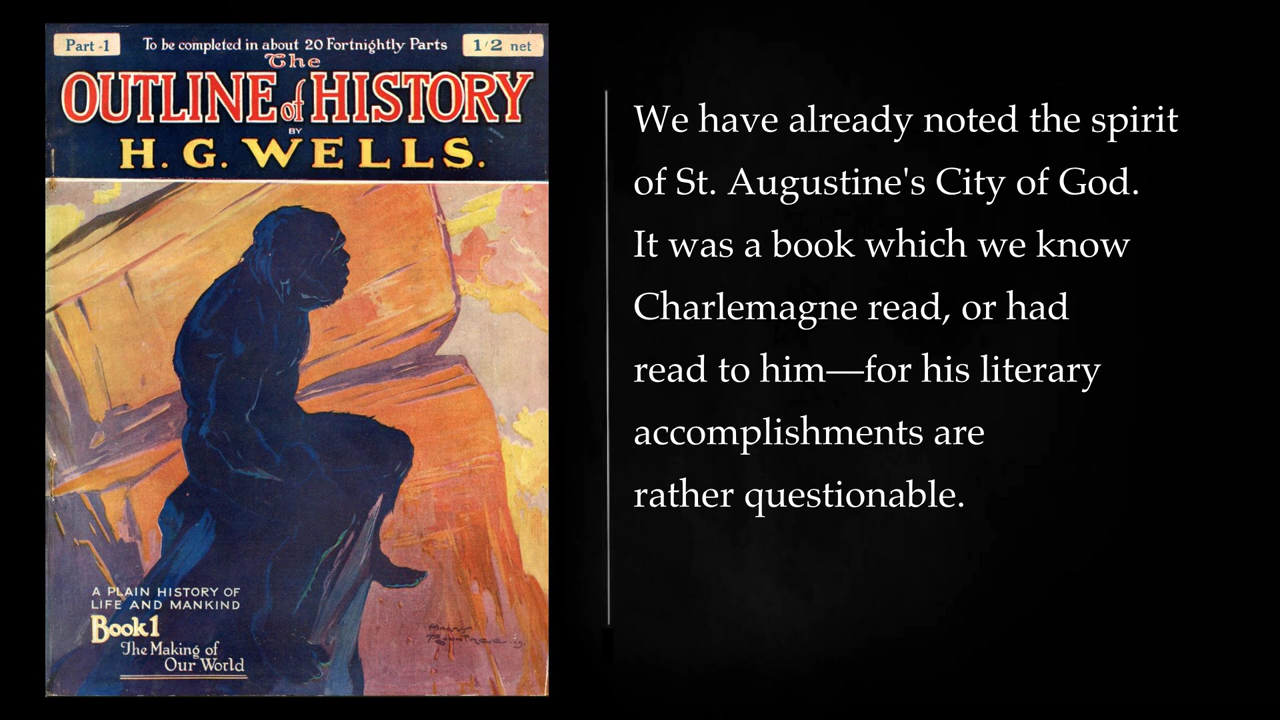 Part -1
To be completed in about 20 Fortnightly Parts
1/2 net
The
OUTLINE of HISTORY
BY
H. G. WELLS.
A PLAIN HISTORY OF
LIFE AND MANKIND
Book 1
The Making of
Our World
We have already noted the spirit
of St. Augustine's City of God.
It was a book which we know
Charlemagne read, or had
read to him—for his literary
accomplishments are
rather questionable.